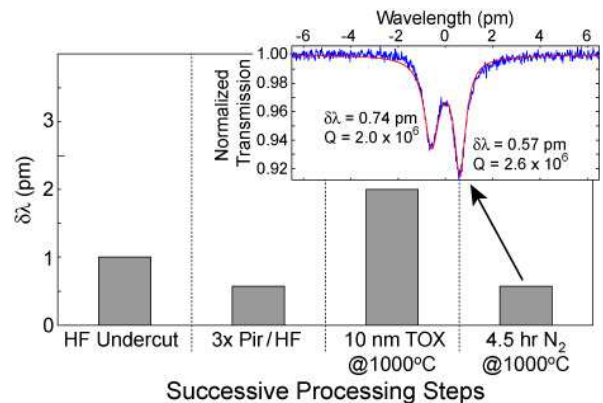 Wavelength (pm)
-6 -4 -2 0 2 4 6
1.00
0.98
0.96
0.94
0.92
Normalized
Transmission
δλ = 0.74 pm
Q = 2.0 x 10⁶
δλ = 0.57 pm
Q = 2.6 x 10⁶
3
2
1
0
δλ (pm)
HF Undercut
3x Pir/HF
10 nm TOX
@1000ºC
4.5 hr N₂
@1000ºC
Successive Processing Steps